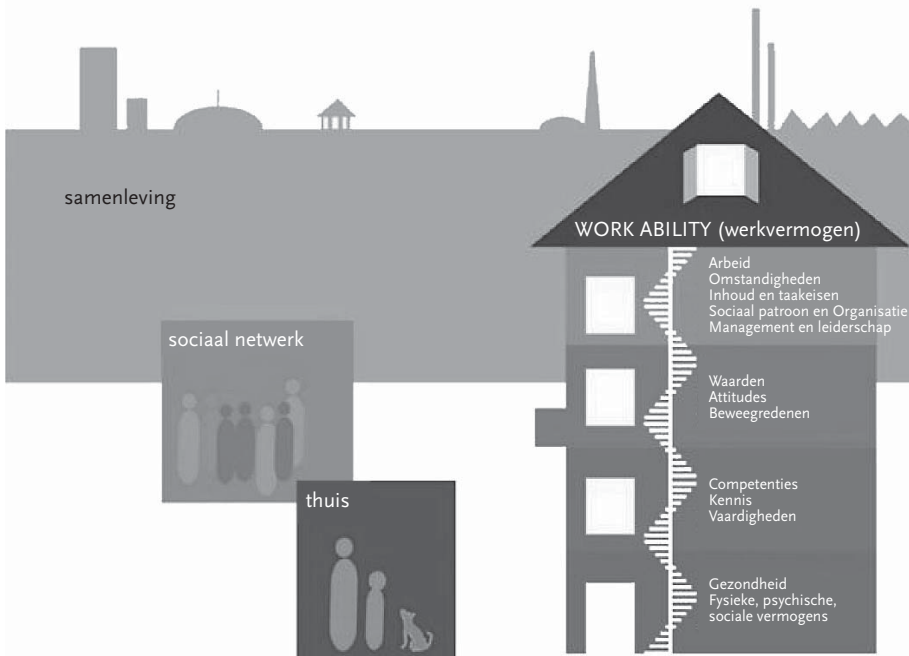 samenleving
WORK ABILITY (werkvermogen)
Arbeid
Omstandigheden
Inhoud en taakeisen
Sociaal patroon en Organisatie
Management en leiderschap
sociaal netwerk
Waarden
Attitudes
Beweegredenen
Competenties
Kennis
Vaardigheden
thuis
Gezondheid
Fysieke, psychische,
sociale vermogens